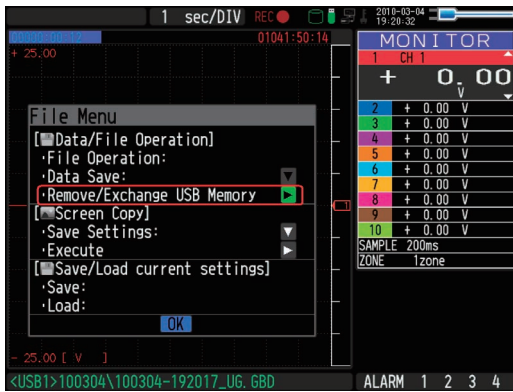 1 sec/DIV REC 2010-03-04
19:20:32
01041:50:14
+ 25.00
MONITOR
1 CH 1
+ 0.00
V
2 + 0.00 V
3 + 0.00 V
4 + 0.00 V
5 + 0.00 V
6 + 0.00 V
7 + 0.00 V
8 + 0.00 V
9 + 0.00 V
10 + 0.00 V
SAMPLE 200ms
ZONE 1zone
File Menu
[Data/File Operation]
·File Operation:
·Data Save:
·Remove/Exchange USB Memory
[Screen Copy]
·Save Settings:
·Execute
[Save/Load current settings]
·Save:
·Load:
OK
- 25.00 [ V ]
<USB1>100304\100304-192017_UG.GBD
ALARM 1 2 3 4